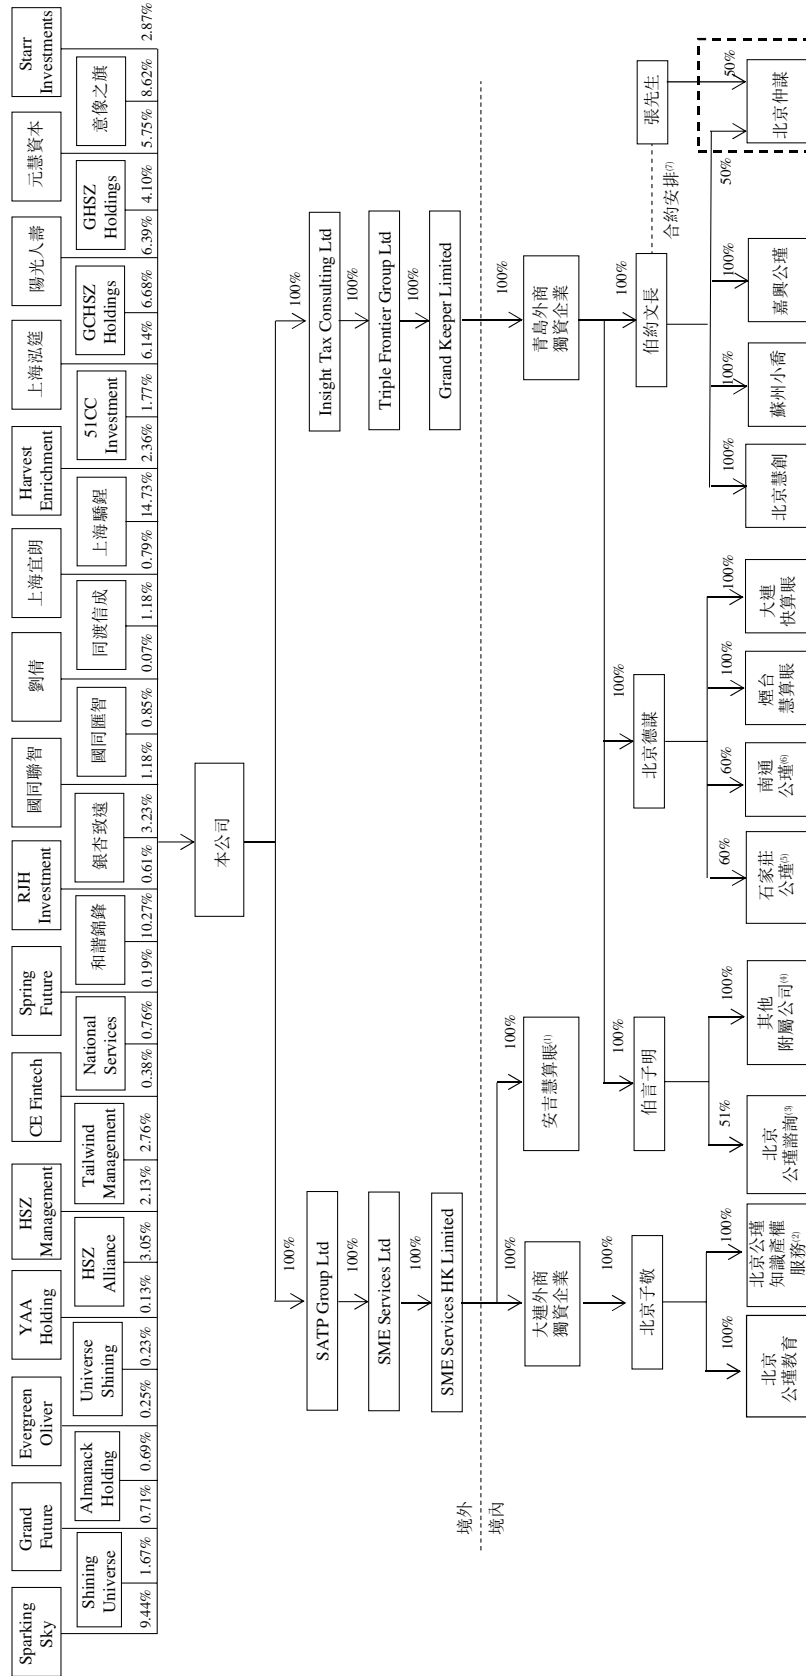 Sparking
Sky
Grand
Future
Evergreen
Oliver
YAA
Holding
HSZ
Management
CE Fintech
Spring
Future
RJH
Investment
國同聯智
劉倩
上海宜朗
Harvest
Enrichment
上海泓筵
陽光人壽
元慧資本
Starr
Investments
Shining
Universe
Almanack
Holding
Universe
Shining
HSZ
Alliance
Tailwind
Management
National
Services
和諧錦鋒
銀杏致遠
國同匯智
同渡信成
上海驕鋥
51CC
Investment
GCHSZ
Holdings
GHSZ
Holdings
意像之旗
9.44%
1.67%
0.71%
0.69%
0.25%
0.23%
0.13%
3.05%
2.13%
2.76%
0.38%
0.76%
0.19%
10.27%
0.61%
3.23%
1.18%
0.85%
0.07%
1.18%
0.79%
14.73%
2.36%
1.77%
6.14%
6.68%
6.39%
4.10%
5.75%
8.62%
2.87%
本公司
100%
100%
SATP Group Ltd
Insight Tax Consulting Ltd
100%
100%
SME Services Ltd
Triple Frontier Group Ltd
100%
100%
SME Services HK Limited
Grand Keeper Limited
境外
境內
100%
100%
100%
大連外商
獨資企業
安吉慧算賬(1)
青島外商
獨資企業
100%
100%
100%
100%
北京子敬
伯言子明
北京德謀
伯約文長
合約安排(7)
張先生
100%
100%
51%
100%
60%
60%
100%
100%
100%
100%
100%
50%
50%
北京
公瑾教育
北京公瑾
知識產權
服務(2)
北京
公瑾諮詢(3)
其他
附屬公司(4)
石家莊
公瑾(5)
南通
公瑾(6)
煙台
慧算賬
大連
快算賬
北京慧創
蘇州小喬
嘉興公瑾
北京仲謀